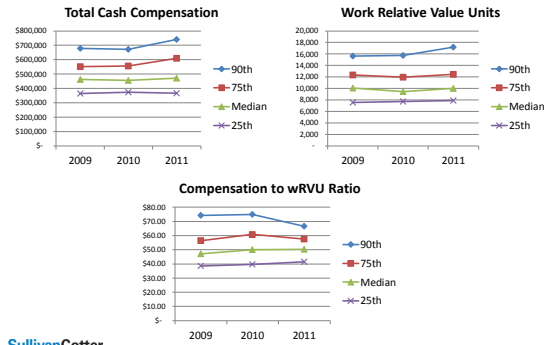 Total Cash Compensation
$800,000
$700,000
$600,000
$500,000
$400,000
$300,000
$200,000
$100,000
$-
2009 2010 2011
90th
75th
Median
25th
Work Relative Value Units
20,000
18,000
16,000
14,000
12,000
10,000
8,000
6,000
4,000
2,000
-
2009 2010 2011
90th
75th
Median
25th
Compensation to wRVU Ratio
$80.00
$70.00
$60.00
$50.00
$40.00
$30.00
$20.00
$10.00
$-
2009 2010 2011
90th
75th
Median
25th
SullivanCotter